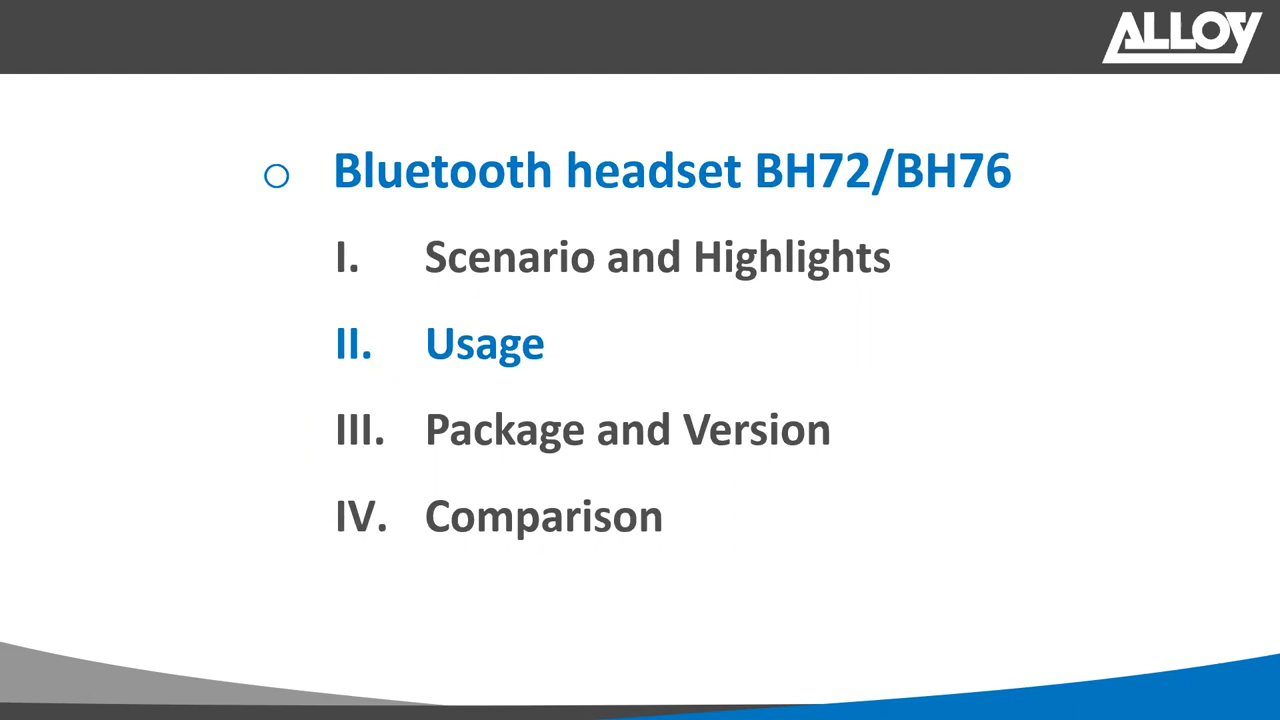 ALLOY
Bluetooth headset BH72/BH76
I. Scenario and Highlights
II. Usage
III. Package and Version
IV. Comparison